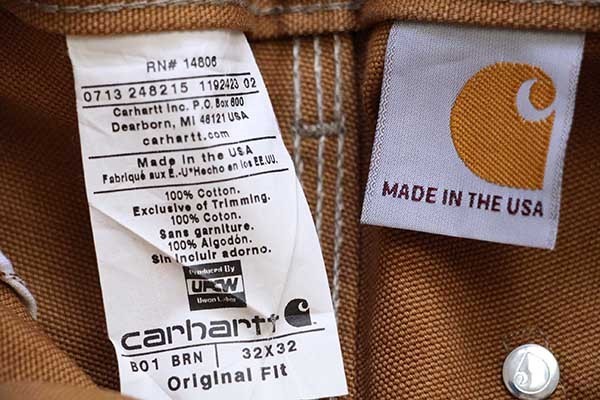 RN# 14806
0713 248215 1192423 02
Carhartt Inc. P.O. Box 600
Dearborn, MI 48121 USA
carhartt.com
Made in the USA
Fabriqué aux E.-U*Hecho en los EE.UU.
100% Cotton.
Exclusive of Trimming.
100% Coton.
Sans garniture.
100% Algodón.
Sin incluir adorno.
Produced By
UFCW
Union Labor
carhartt
B01 BRN 32X32
Original Fit
MADE IN THE USA